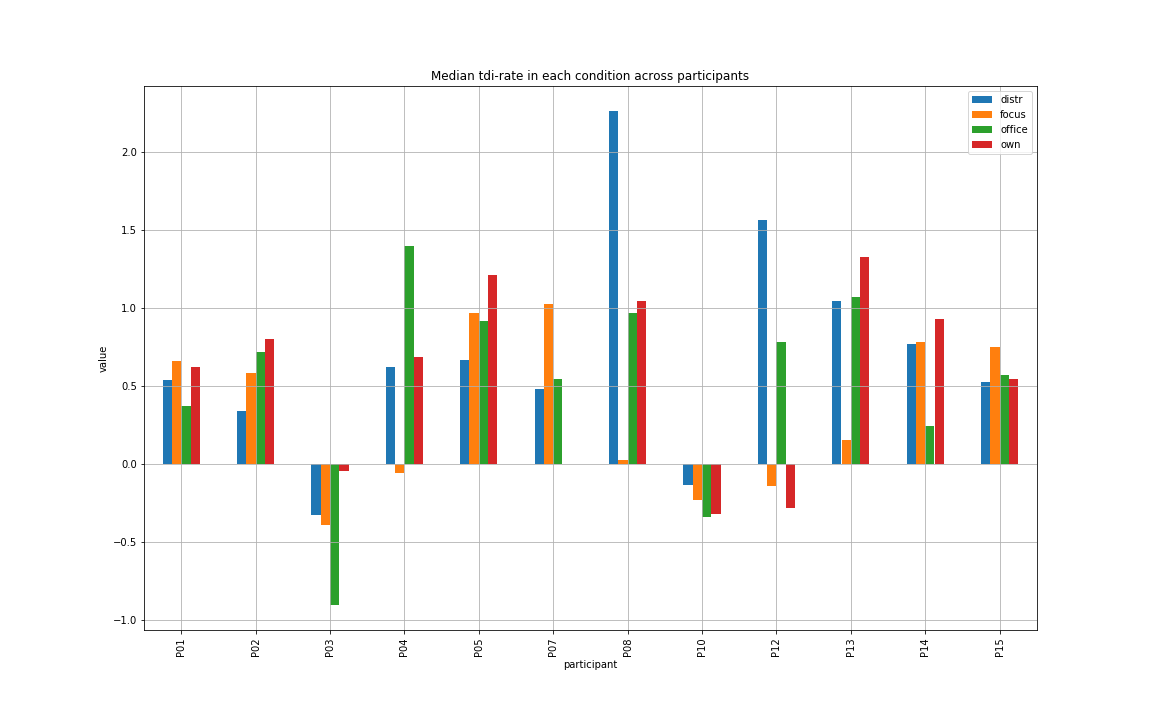 Median tdi-rate in each condition across participants
distr
focus
office
own
2.0
1.5
1.0
0.5
0.0
−0.5
−1.0
value
P01
P02
P03
P04
P05
P07
P08
P10
P12
P13
P14
P15
participant